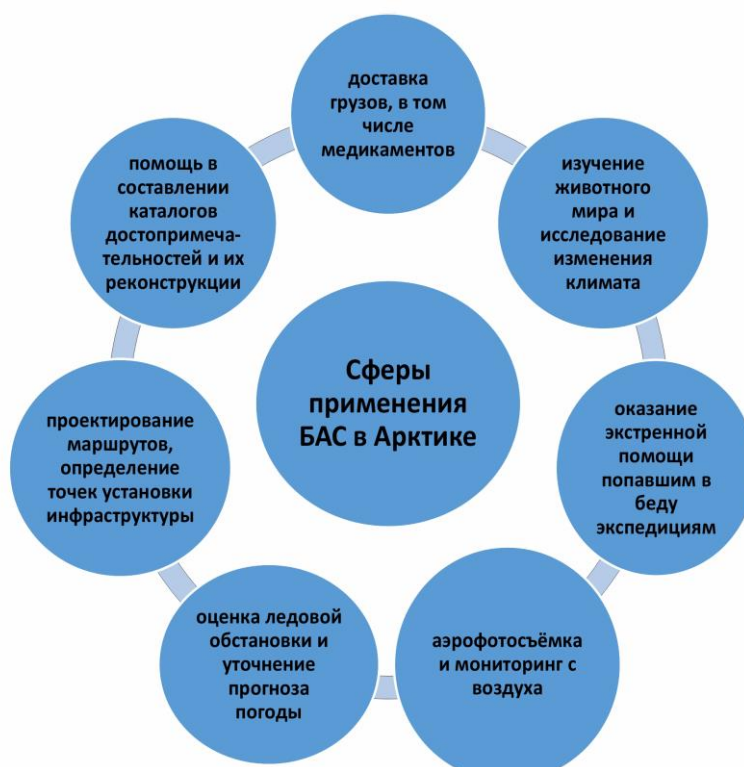 доставка
грузов, в том
числе
медикаментов
изучение
животного
мира и
исследование
изменения
климата
оказание
экстренной
помощи
попавшим в
беду
экспедициям
аэрофотосъёмка
и мониторинг с
воздуха
оценка ледовой
обстановки и
уточнение
прогноза
погоды
проектирование
маршрутов,
определение
точек установки
инфраструктуры
помощь в
составлении
каталогов
достопримеча-
тельностей и их
реконструкции
Сферы
применения
БАС в Арктике